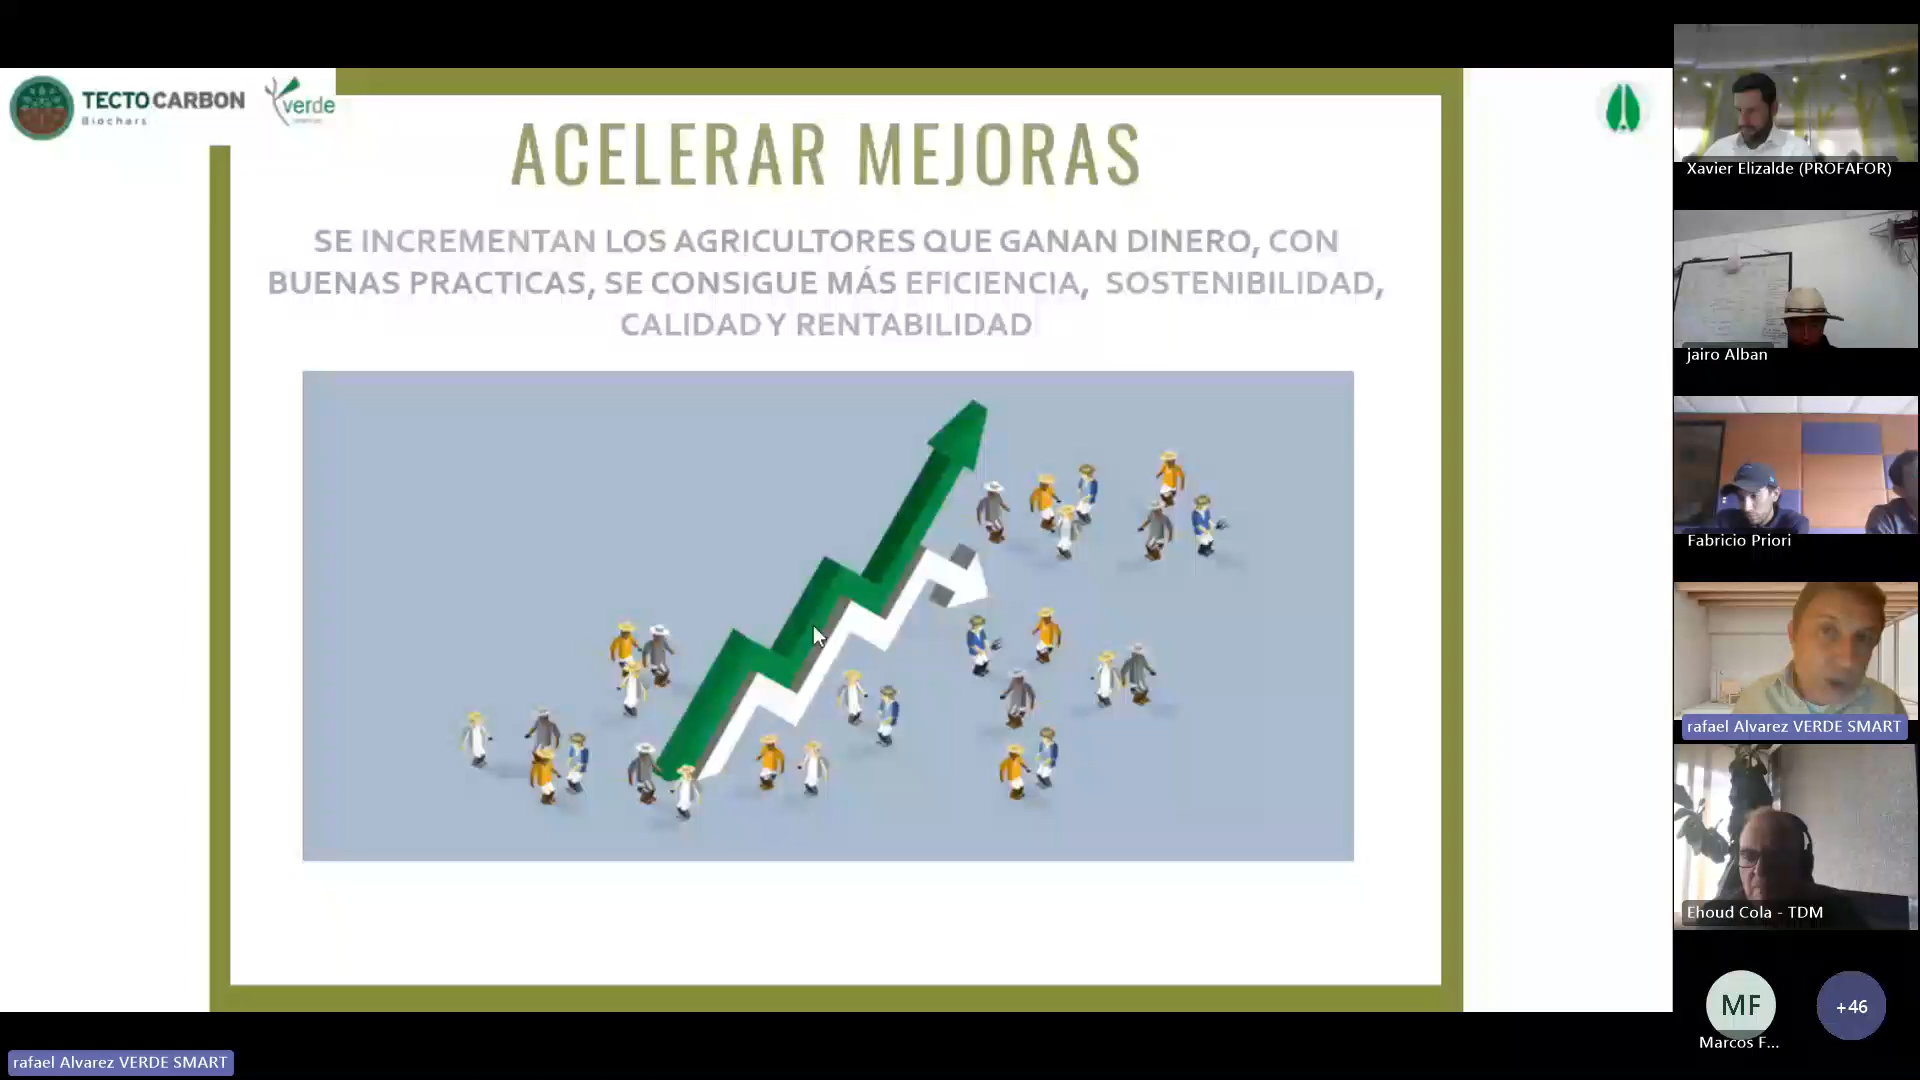 TECTO CARBON
Biochars
verde
ACELERAR MEJORAS
SE INCREMENTAN LOS AGRICULTORES QUE GANAN DINERO, CON
BUENAS PRACTICAS, SE CONSIGUE MÁS EFICIENCIA, SOSTENIBILIDAD,
CALIDAD Y RENTABILIDAD
Xavier Elizalde (PROFAFOR)
jairo Alban
Fabricio Priori
rafael Alvarez VERDE SMART
Ehoud Cola - TDM
MF
+46
Marcos F...
rafael Alvarez VERDE SMART